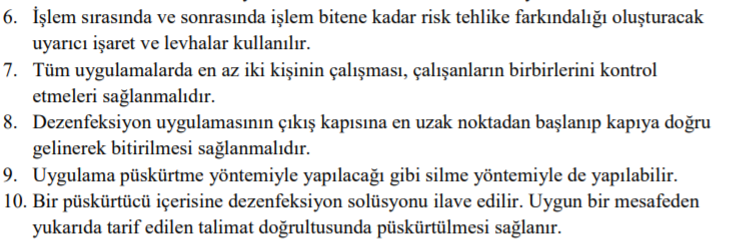 6. İşlem sırasında ve sonrasında işlem bitene kadar risk tehlike farkındalığı oluşturacak
uyarıcı işaret ve levhalar kullanılır.
7. Tüm uygulamalarda en az iki kişinin çalışması, çalışanların birbirlerini kontrol
etmeleri sağlanmalıdır.
8. Dezenfeksiyon uygulamasının çıkış kapısına en uzak noktadan başlanıp kapıya doğru
gelinerek bitirilmesi sağlanmalıdır.
9. Uygulama püskürtme yöntemiyle yapılacağı gibi silme yöntemiyle de yapılabilir.
10. Bir püskürtücü içerisine dezenfeksiyon solüsyonu ilave edilir. Uygun bir mesafeden
yukarıda tarif edilen talimat doğrultusunda püskürtülmesi sağlanır.